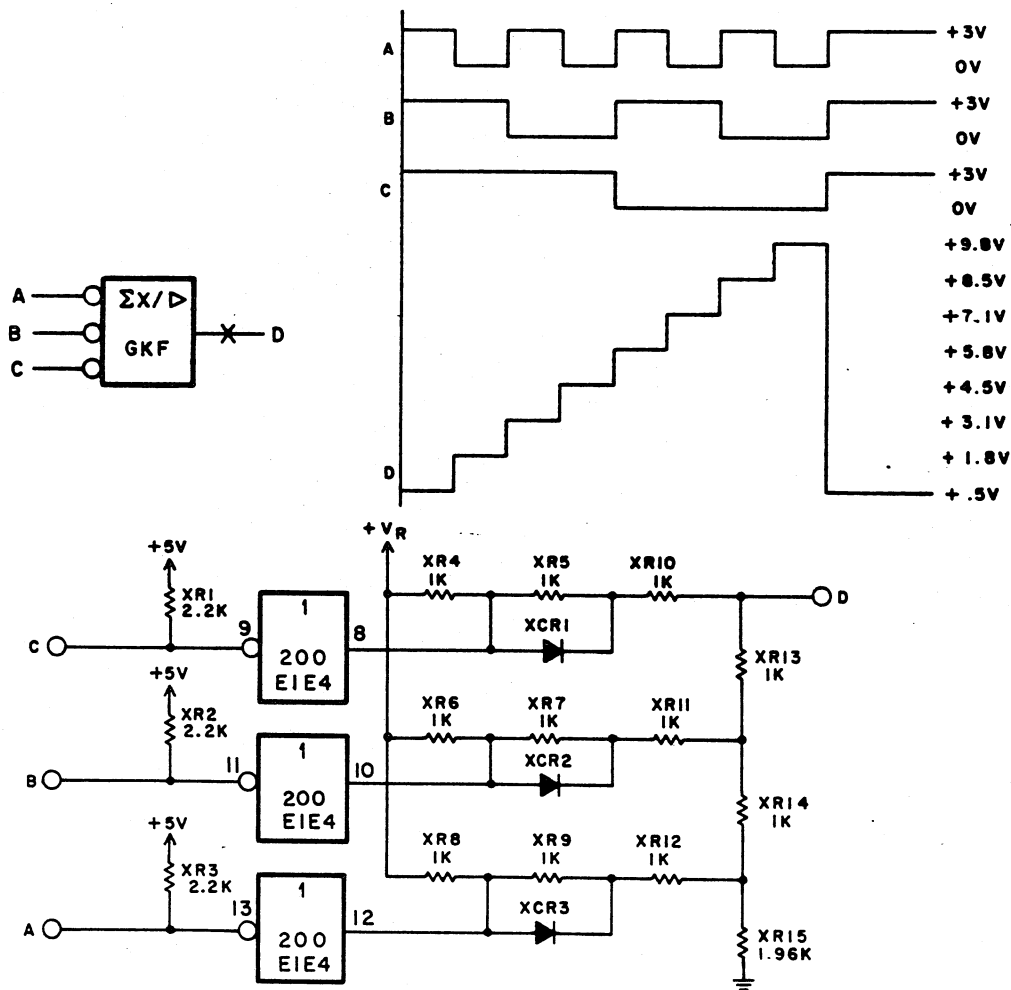 A
+3V
0V
B
+3V
0V
C
+3V
0V
+9.8V
+8.5V
+7.1V
+5.8V
+4.5V
+3.1V
+1.8V
+.5V
D
A
B
C
ΣX/▷
GKF
X
D
+VR
+5V
XR1
2.2K
C
9
1
200
E1E4
8
XR4
1K
XR5
1K
XR10
1K
XCR1
D
XR13
1K
+5V
XR2
2.2K
B
11
1
200
E1E4
10
XR6
1K
XR7
1K
XR11
1K
XCR2
XR14
1K
+5V
XR3
2.2K
A
13
1
200
E1E4
12
XR8
1K
XR9
1K
XR12
1K
XCR3
XR15
1.96K